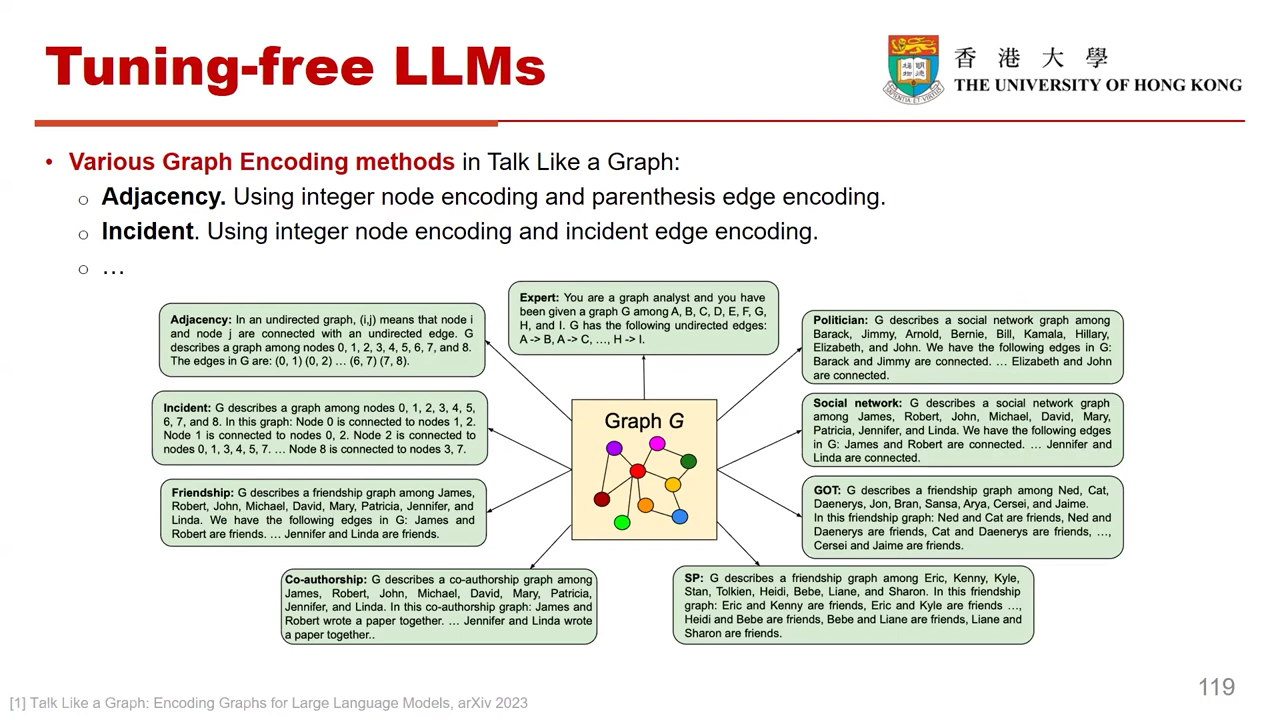 Tuning-free LLMs
香港大學
THE UNIVERSITY OF HONG KONG
• Various Graph Encoding methods in Talk Like a Graph:
○ Adjacency. Using integer node encoding and parenthesis edge encoding.
○ Incident. Using integer node encoding and incident edge encoding.
○ …
Expert: You are a graph analyst and you have
been given a graph G among A, B, C, D, E, F, G,
H, and I. G has the following undirected edges:
A -> B, A -> C, …, H -> I.
Adjacency: In an undirected graph, (i,j) means that node i
and node j are connected with an undirected edge. G
describes a graph among nodes 0, 1, 2, 3, 4, 5, 6, 7, and 8.
The edges in G are: (0, 1) (0, 2) … (6, 7) (7, 8).
Incident: G describes a graph among nodes 0, 1, 2, 3, 4, 5,
6, 7, and 8. In this graph: Node 0 is connected to nodes 1, 2.
Node 1 is connected to nodes 0, 2. Node 2 is connected to
nodes 0, 1, 3, 4, 5, 7. … Node 8 is connected to nodes 3, 7.
Friendship: G describes a friendship graph among James,
Robert, John, Michael, David, Mary, Patricia, Jennifer, and
Linda. We have the following edges in G: James and
Robert are friends. … Jennifer and Linda are friends.
Co-authorship: G describes a co-authorship graph among
James, Robert, John, Michael, David, Mary, Patricia,
Jennifer, and Linda. In this co-authorship graph: James and
Robert wrote a paper together. … Jennifer and Linda wrote
a paper together..
Graph G
Politician: G describes a social network graph among
Barack, Jimmy, Arnold, Bernie, Bill, Kamala, Hillary,
Elizabeth, and John. We have the following edges in G:
Barack and Jimmy are connected. … Elizabeth and John
are connected.
Social network: G describes a social network graph
among James, Robert, John, Michael, David, Mary,
Patricia, Jennifer, and Linda. We have the following edges
in G: James and Robert are connected. … Jennifer and
Linda are connected.
GOT: G describes a friendship graph among Ned, Cat,
Daenerys, Jon, Bran, Sansa, Arya, Cersei, and Jaime.
In this friendship graph: Ned and Cat are friends, Ned and
Daenerys are friends, Cat and Daenerys are friends, …,
Cersei and Jaime are friends.
SP: G describes a friendship graph among Eric, Kenny, Kyle,
Stan, Tolkien, Heidi, Bebe, Liane, and Sharon. In this friendship
graph: Eric and Kenny are friends, Eric and Kyle are friends …,
Heidi and Bebe are friends, Bebe and Liane are friends, Liane and
Sharon are friends.
[1] Talk Like a Graph: Encoding Graphs for Large Language Models, arXiv 2023
119